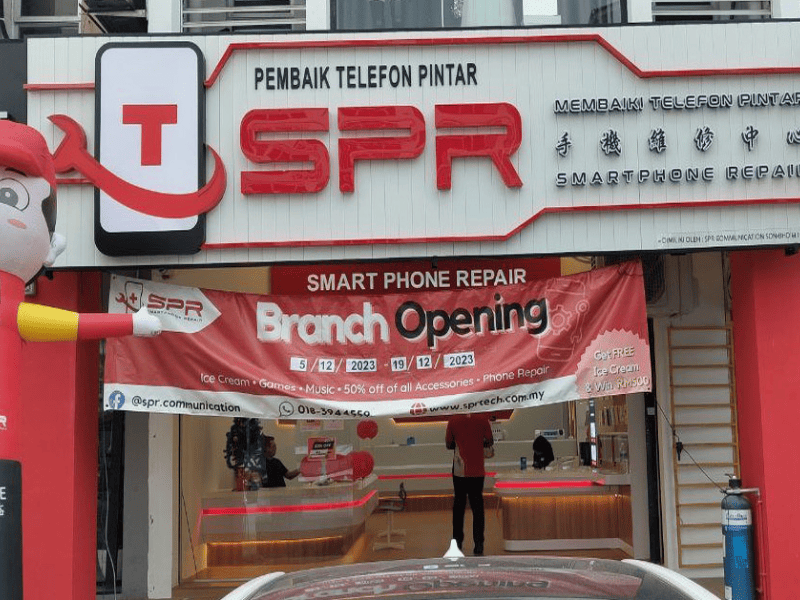 PEMBAIK TELEFON PINTAR
T SPR
MEMBAIKI TELEFON PINTAR
手機維修中心
SMARTPHONE REPAIR
SMART PHONE REPAIR
SPR
SMARTPHONE REPAIR
Branch Opening
5/12/2023 - 19/12/2023
Ice Cream • Games • Music • 50% off of all Accessories • Phone Repair
Get FREE
Ice Cream
& Win RM500
@spr.communication
www.sprtech.com.my